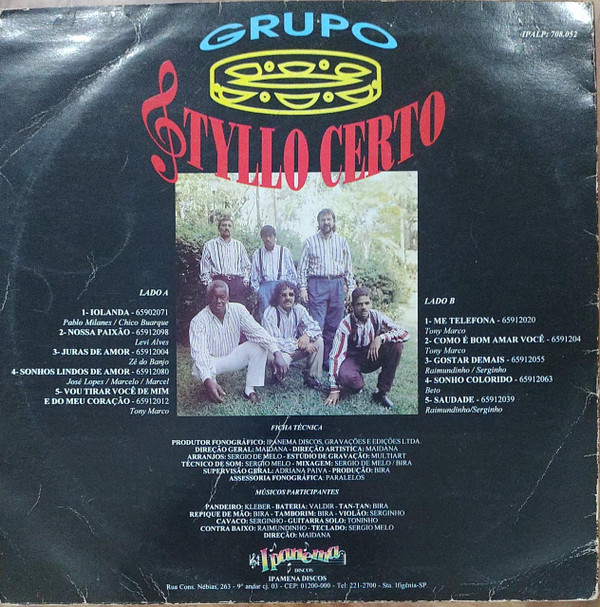 GRUPO
IPALP: 708.052
STYLLO CERTO
LADO A
1- IOLANDA - 65902071
Pablo Milanes / Chico Buarque
2- NOSSA PAIXÃO - 65912098
Levi Alves
3- JURAS DE AMOR - 65912004
Zé do Banjo
4- SONHOS LINDOS DE AMOR - 65912080
José Lopes / Marcelo / Marcel
5- VOU TIRAR VOCÊ DE MIM
E DO MEU CORAÇÃO - 65912012
Tony Marco
LADO B
1- ME TELEFONA - 65912020
Tony Marco
2- COMO É BOM AMAR VOCÊ - 6591204
Tony Marco
3- GOSTAR DEMAIS - 65912055
Raimundinho / Serginho
4- SONHO COLORIDO - 65912063
Beto
5- SAUDADE - 65912039
Raimundinho/Serginho
FICHA TÉCNICA
PRODUTOR FONOGRÁFICO: IPANEMA DISCOS, GRAVAÇÕES E EDIÇÕES LTDA.
DIREÇÃO GERAL: MAIDANA - DIREÇÃO ARTISTICA: MAIDANA
ARRANJOS: SERGIO DE MELO - ESTÚDIO DE GRAVAÇÃO: MULTIART
TÉCNICO DE SOM: SERGIO MELO - MIXAGEM: SERGIO DE MELO / BIRA
SUPERVISÃO GERAL: ADRIANA PAIVA - PRODUÇÃO: BIRA
ASSESSORIA FONOGRÁFICA: PARALELOS
MÚSICOS PARTICIPANTES
PANDEIRO: KLEBER - BATERIA: VALDIR - TAN-TAN: BIRA
REPIQUE DE MÃO: BIRA - TAMBORIM: BIRA - VIOLÃO: SERGINHO
CAVACO: SERGINHO - GUITARRA SOLO: TONINHO
CONTRA BAIXO: RAIMUNDINHO - TECLADO: SERGIO MELO
DIREÇÃO: MAIDANA
Ipanema
DISCOS
IPAMENA DISCOS
Rua Cons. Nébias, 263 - 9° andar cj. 03 - CEP: 01200-000 - Tel: 221-2700 - Sta. Ifigênia-SP.